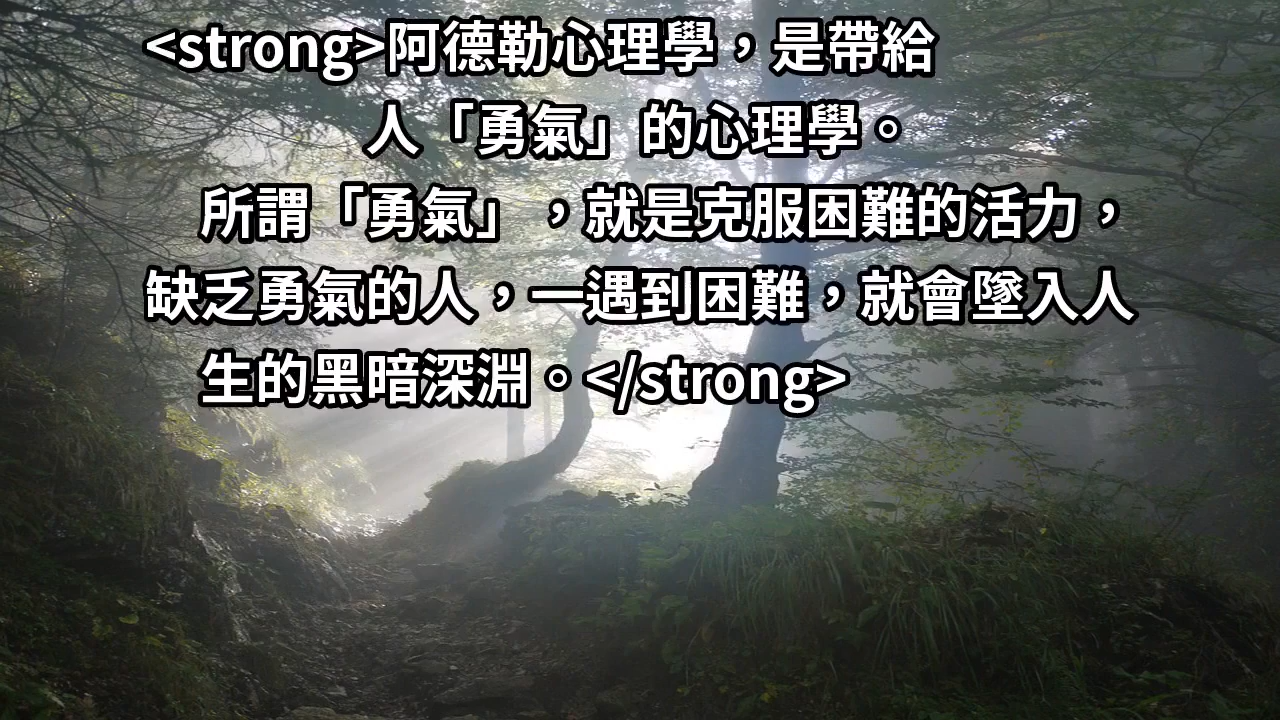 <strong>阿德勒心理學，是帶給
人「勇氣」的心理學。
所謂「勇氣」，就是克服困難的活力，
缺乏勇氣的人，一遇到困難，就會墜入人
生的黑暗深淵。</strong>